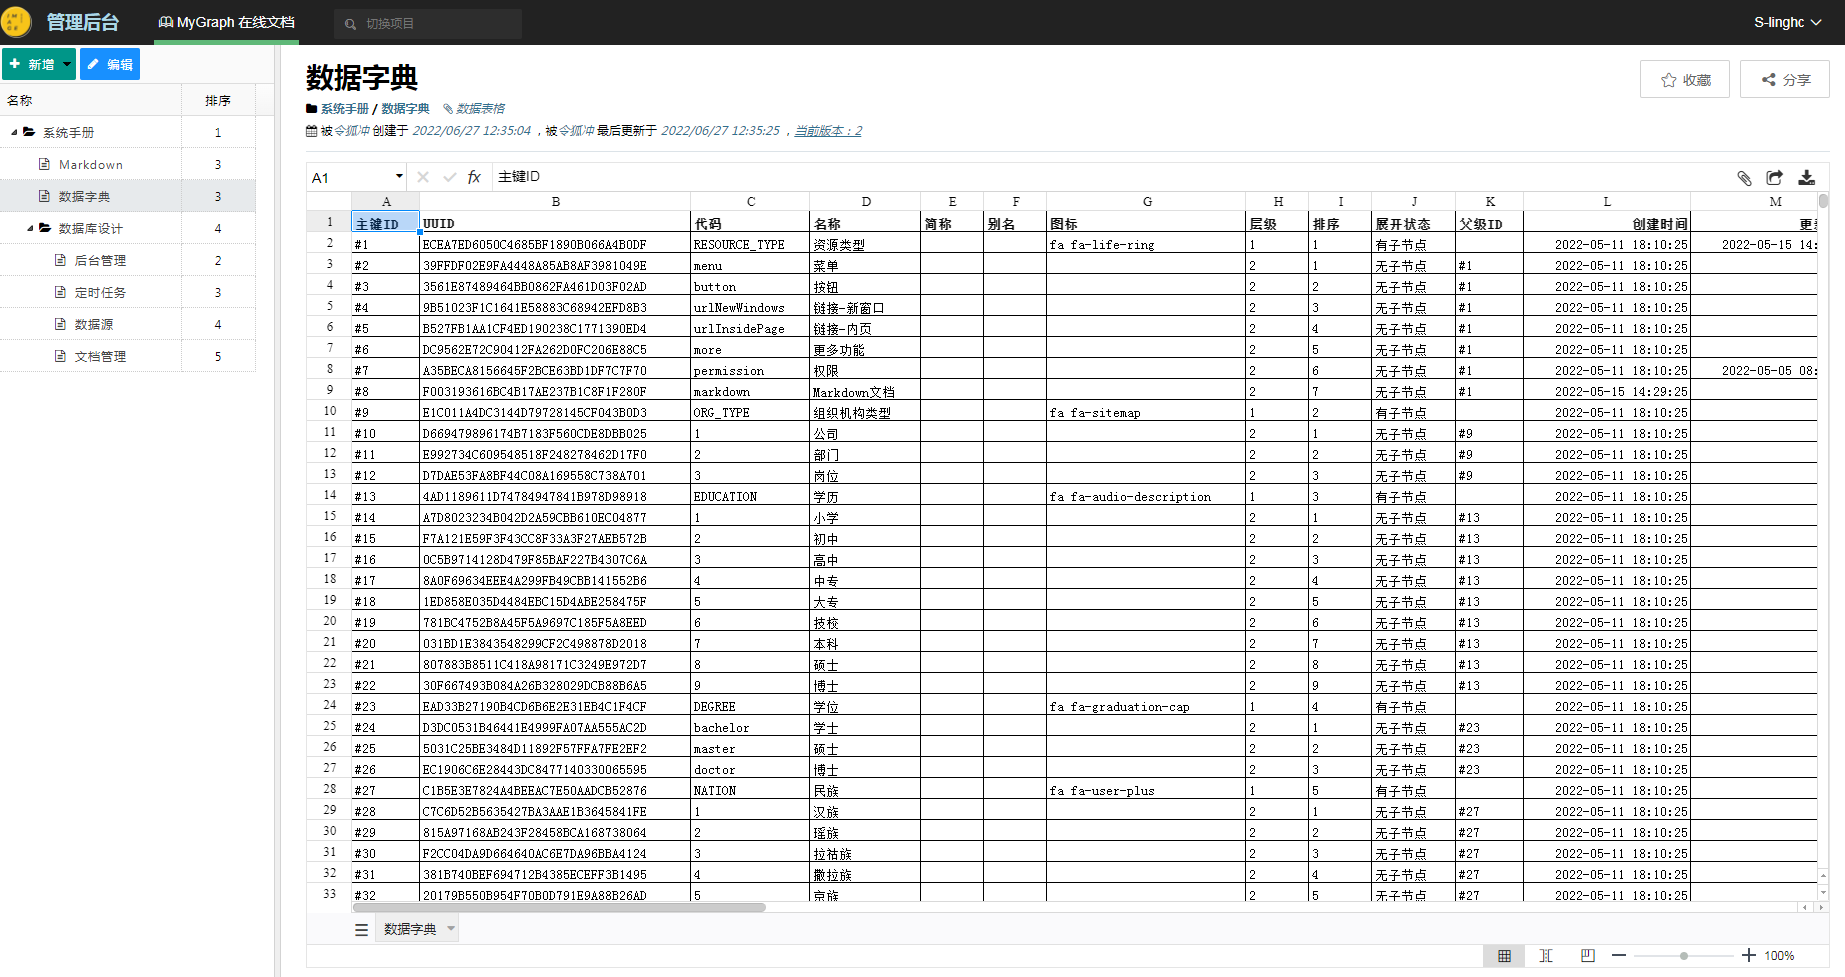 管理后台 MyGraph 在线文档 切换项目 S-linghc
新增 编辑
名称 排序
系统手册 1
Markdown 3
数据字典 3
数据库设计 4
后台管理 2
定时任务 3
数据源 4
文档管理 5
数据字典
收藏 分享
系统手册 / 数据字典 数据表格
被令狐冲 创建于 2022/06/27 12:35:04 ，被令狐冲 最后更新于 2022/06/27 12:35:25 ，当前版本：2
A1 fx 主键ID
A B C D E F G H I J K L M
1 主键ID UUID 代码 名称 简称 别名 图标 层级 排序 展开状态 父级ID 创建时间
2 #1 ECEA7ED6050C4685BF1890B066A4B0DF RESOURCE_TYPE 资源类型 fa fa-life-ring 1 1 有子节点 2022-05-11 18:10:25 2022-05-15 14:
3 #2 39FFDF02E9FA4448A85AB8AF3981049E menu 菜单 2 1 无子节点 #1 2022-05-11 18:10:25
4 #3 3561E87489464BB0862FA461D03F02AD button 按钮 2 2 无子节点 #1 2022-05-11 18:10:25
5 #4 9B51023F1C1641E58883C68942EFD8B3 urlNewWindows 链接-新窗口 2 3 无子节点 #1 2022-05-11 18:10:25
6 #5 B527FB1AA1CF4ED190238C1771390ED4 urlInsidePage 链接-内页 2 4 无子节点 #1 2022-05-11 18:10:25
7 #6 DC9562E72C90412FA262D0FC206E88C5 more 更多功能 2 5 无子节点 #1 2022-05-11 18:10:25
8 #7 A35BECA8156645F2BCE63BD1DF7C7F70 permission 权限 2 6 无子节点 #1 2022-05-11 18:10:25 2022-05-05 08:
9 #8 F003193616BC4B17AE237B1C8F1F280F markdown Markdown文档 2 7 无子节点 #1 2022-05-15 14:29:25
10 #9 E1C011A4DC3144D79728145CF043B0D3 ORG_TYPE 组织机构类型 fa fa-sitemap 1 2 有子节点 2022-05-11 18:10:25
11 #10 D669479896174B7183F560CDE8DBB025 1 公司 2 1 无子节点 #9 2022-05-11 18:10:25
12 #11 E992734C609548518F248278462D17F0 2 部门 2 2 无子节点 #9 2022-05-11 18:10:25
13 #12 D7DAE53FA8BF44C08A169558C738A701 3 岗位 2 3 无子节点 #9 2022-05-11 18:10:25
14 #13 4AD1189611D74784947841B978D98918 EDUCATION 学历 fa fa-audio-description 1 3 有子节点 2022-05-11 18:10:25
15 #14 A7D8023234B042D2A59CBB610EC04877 1 小学 2 1 无子节点 #13 2022-05-11 18:10:25
16 #15 F7A121E59F3F43CC8F33A3F27AEB572B 2 初中 2 2 无子节点 #13 2022-05-11 18:10:25
17 #16 0C5B9714128D479F85BAF227B4307C6A 3 高中 2 3 无子节点 #13 2022-05-11 18:10:25
18 #17 8A0F69634EEE4A299FB49CBB141552B6 4 中专 2 4 无子节点 #13 2022-05-11 18:10:25
19 #18 1ED858E035D4484EBC15D4ABE258475F 5 大专 2 5 无子节点 #13 2022-05-11 18:10:25
20 #19 781BC4752B8A45F5A9697C185F5A8EED 6 技校 2 6 无子节点 #13 2022-05-11 18:10:25
21 #20 031BD1E3843548299CF2C498878D2018 7 本科 2 7 无子节点 #13 2022-05-11 18:10:25
22 #21 807883B8511C418A98171C3249E972D7 8 硕士 2 8 无子节点 #13 2022-05-11 18:10:25
23 #22 30F667493B084A26B328029DCB88B6A5 9 博士 2 9 无子节点 #13 2022-05-11 18:10:25
24 #23 EAD33B27190B4CD6B6E2E31EB4C1F4CF DEGREE 学位 fa fa-graduation-cap 1 4 有子节点 2022-05-11 18:10:25
25 #24 D3DC0531B46441E4999FA07AA555AC2D bachelor 学士 2 1 无子节点 #23 2022-05-11 18:10:25
26 #25 5031C25BE3484D11892F57FFA7FE2EF2 master 硕士 2 2 无子节点 #23 2022-05-11 18:10:25
27 #26 EC1906C6E28443DC8477140330065595 doctor 博士 2 3 无子节点 #23 2022-05-11 18:10:25
28 #27 C1B5E3E7824A4BEEAC7E50AADCB52876 NATION 民族 fa fa-user-plus 1 5 有子节点 2022-05-11 18:10:25
29 #28 C7C6D52B5635427BA3AAE1B3645841FE 1 汉族 2 1 无子节点 #27 2022-05-11 18:10:25
30 #29 815A97168AB243F28458BCA168738064 2 瑶族 2 2 无子节点 #27 2022-05-11 18:10:25
31 #30 F2CC04DA9D664640AC6E7DA96BBA4124 3 拉祜族 2 3 无子节点 #27 2022-05-11 18:10:25
32 #31 381B740BEF694712B4385ECEFF3B1495 4 撒拉族 2 4 无子节点 #27 2022-05-11 18:10:25
33 #32 20179B550B954F70B0D791E9A88B26AD 5 京族 2 5 无子节点 #27 2022-05-11 18:10:25
数据字典
100%